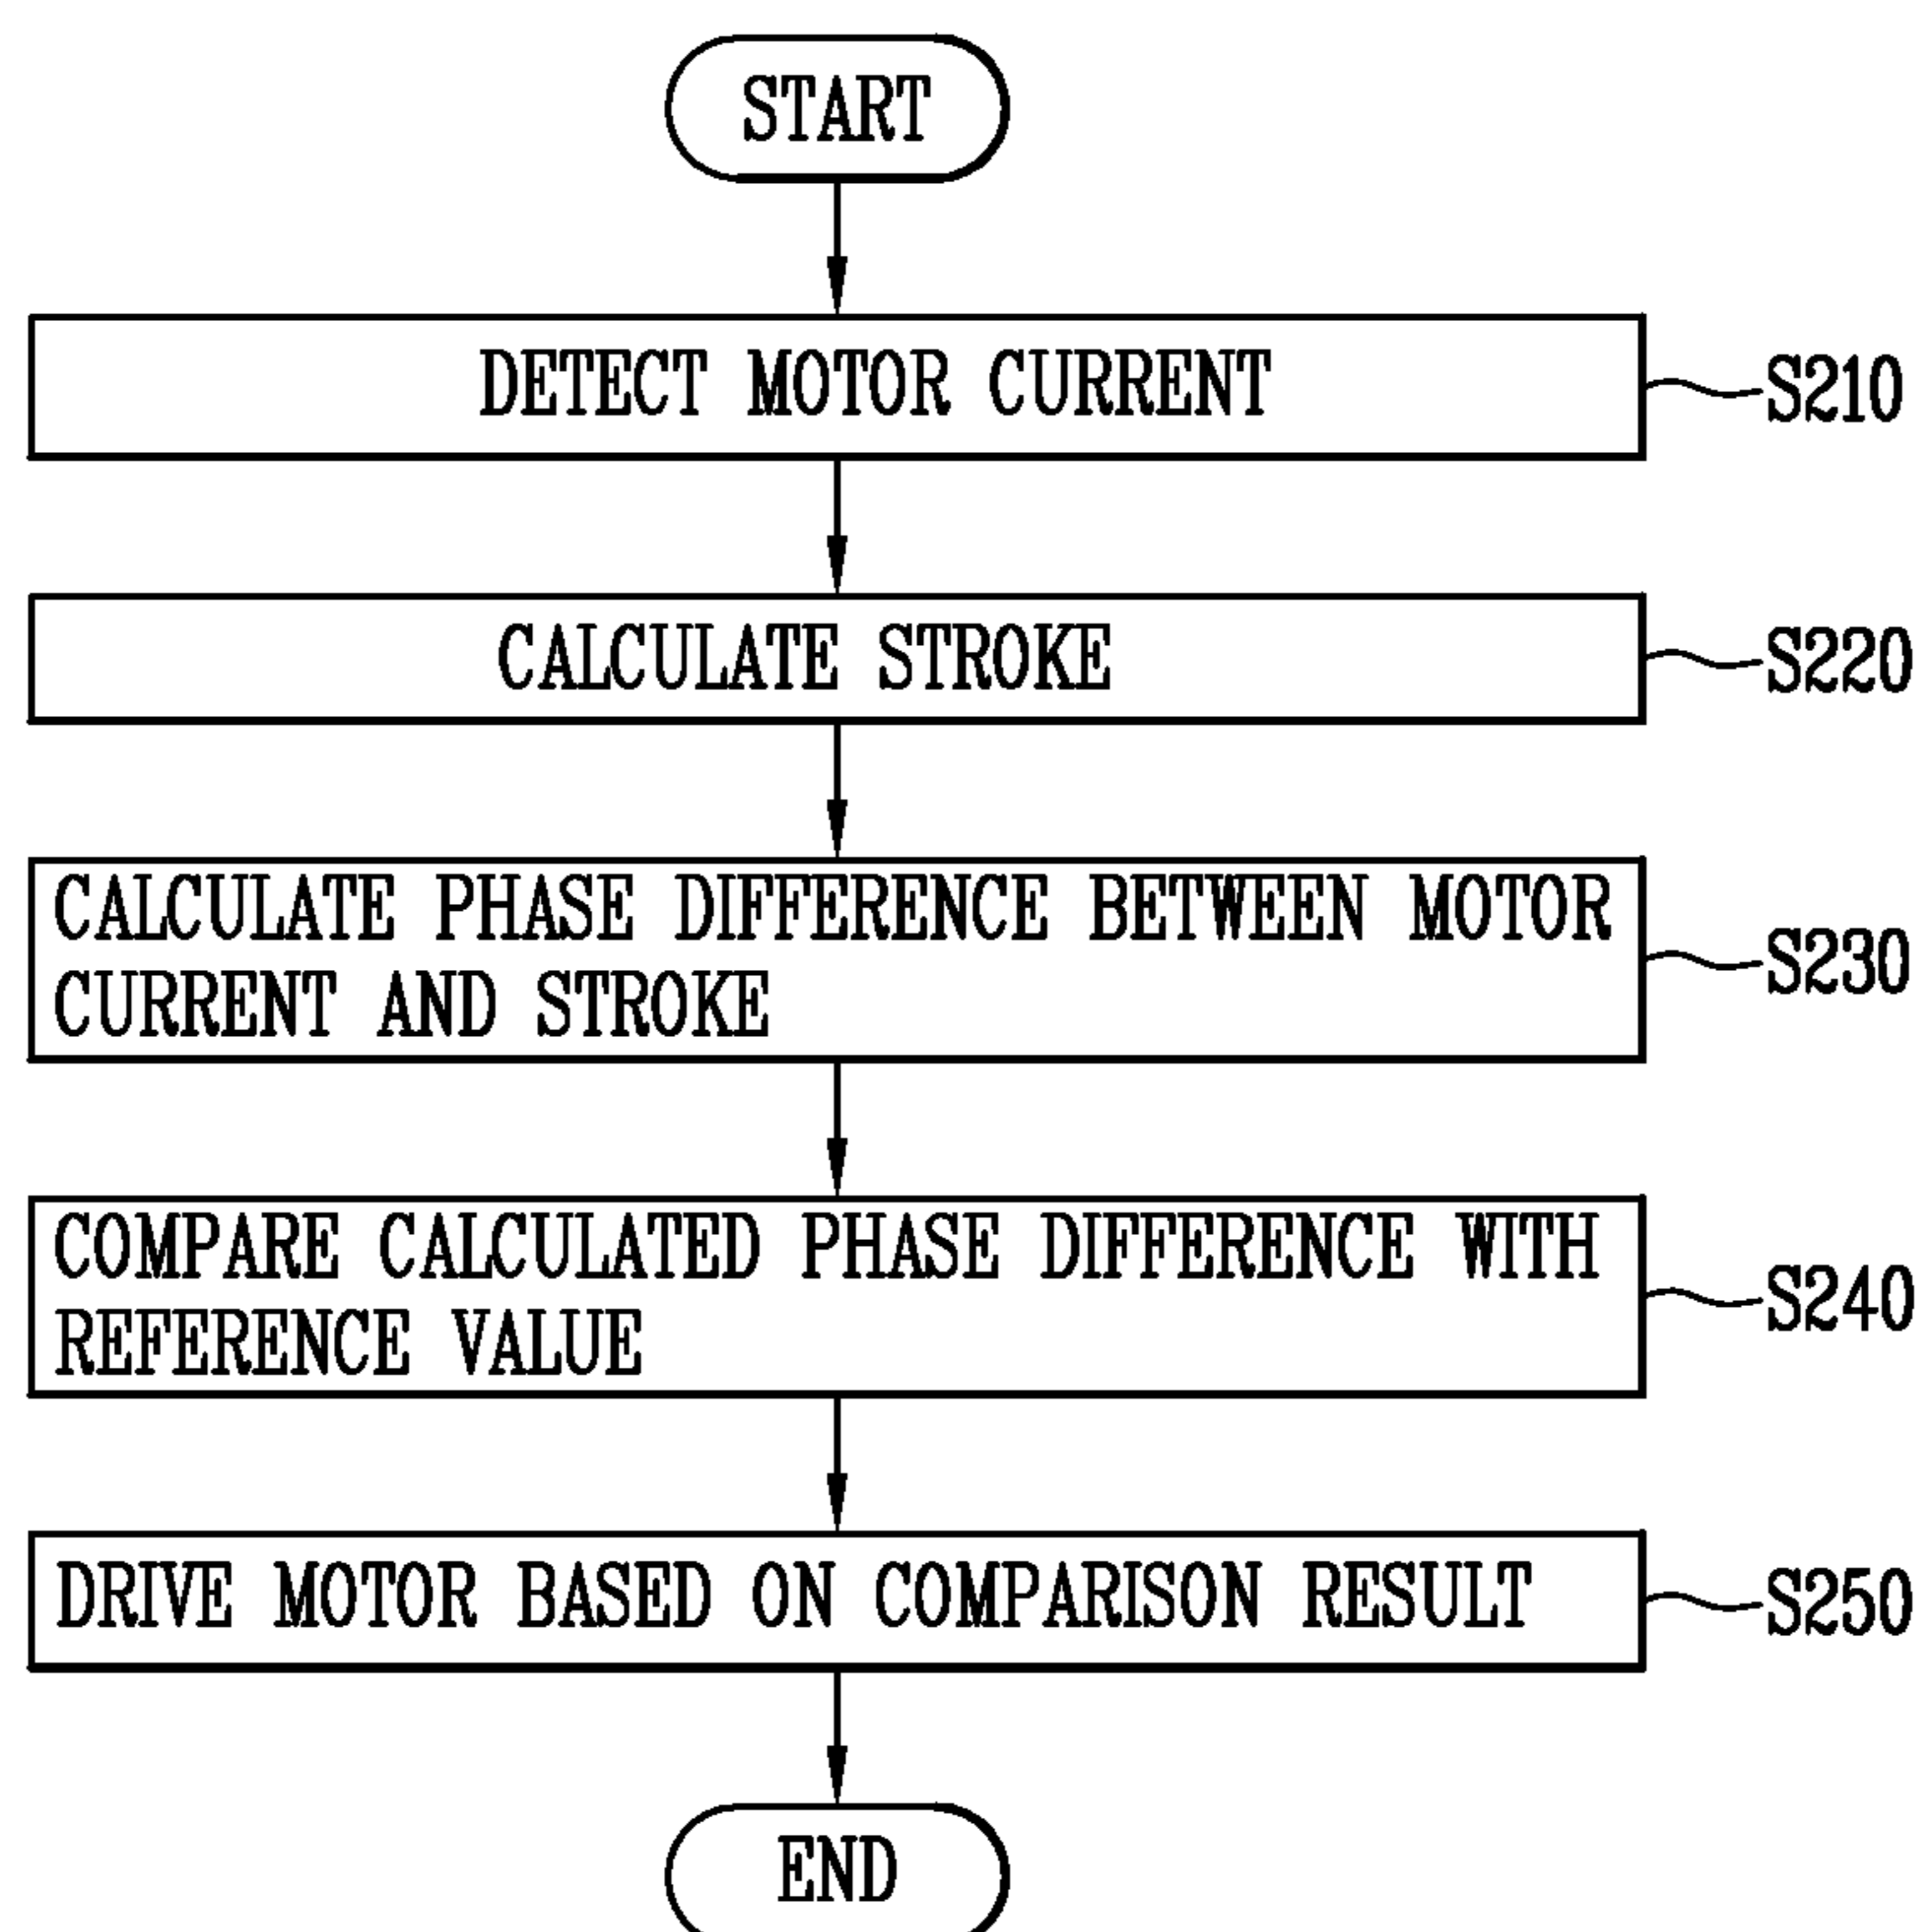 START
DETECT MOTOR CURRENT
S210
CALCULATE STROKE
S220
CALCULATE PHASE DIFFERENCE BETWEEN MOTOR
CURRENT AND STROKE
S230
COMPARE CALCULATED PHASE DIFFERENCE WITH
REFERENCE VALUE
S240
DRIVE MOTOR BASED ON COMPARISON RESULT
S250
END